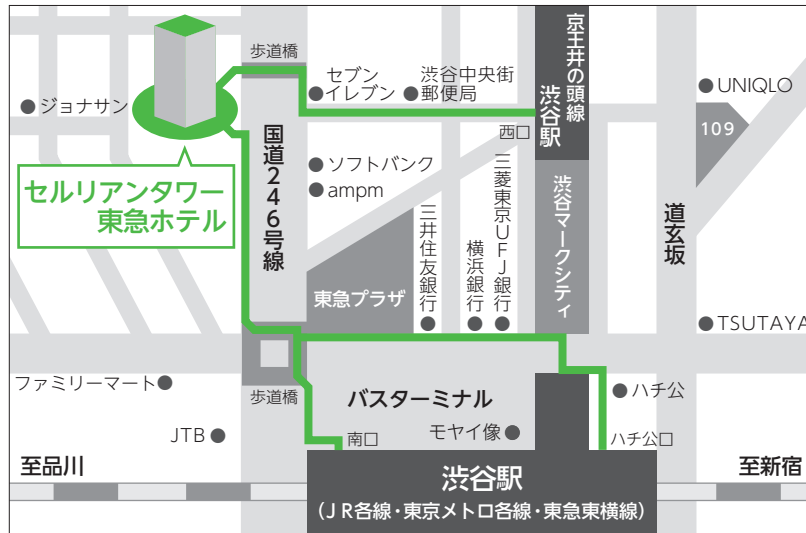 歩道橋
セブン
イレブン
渋谷中央街
郵便局
京王井の頭線
渋谷駅
UNIQLO
109
ジョナサン
西口
国道246号線
ソフトバンク
ampm
セルリアンタワー
東急ホテル
三井住友銀行
横浜銀行
三菱東京UFJ銀行
渋谷マークシティ
道玄坂
東急プラザ
TSUTAYA
ファミリーマート
歩道橋
バスターミナル
ハチ公
JTB
南口
モヤイ像
ハチ公口
至品川
渋谷駅
至新宿
(JR各線・東京メトロ各線・東急東横線)